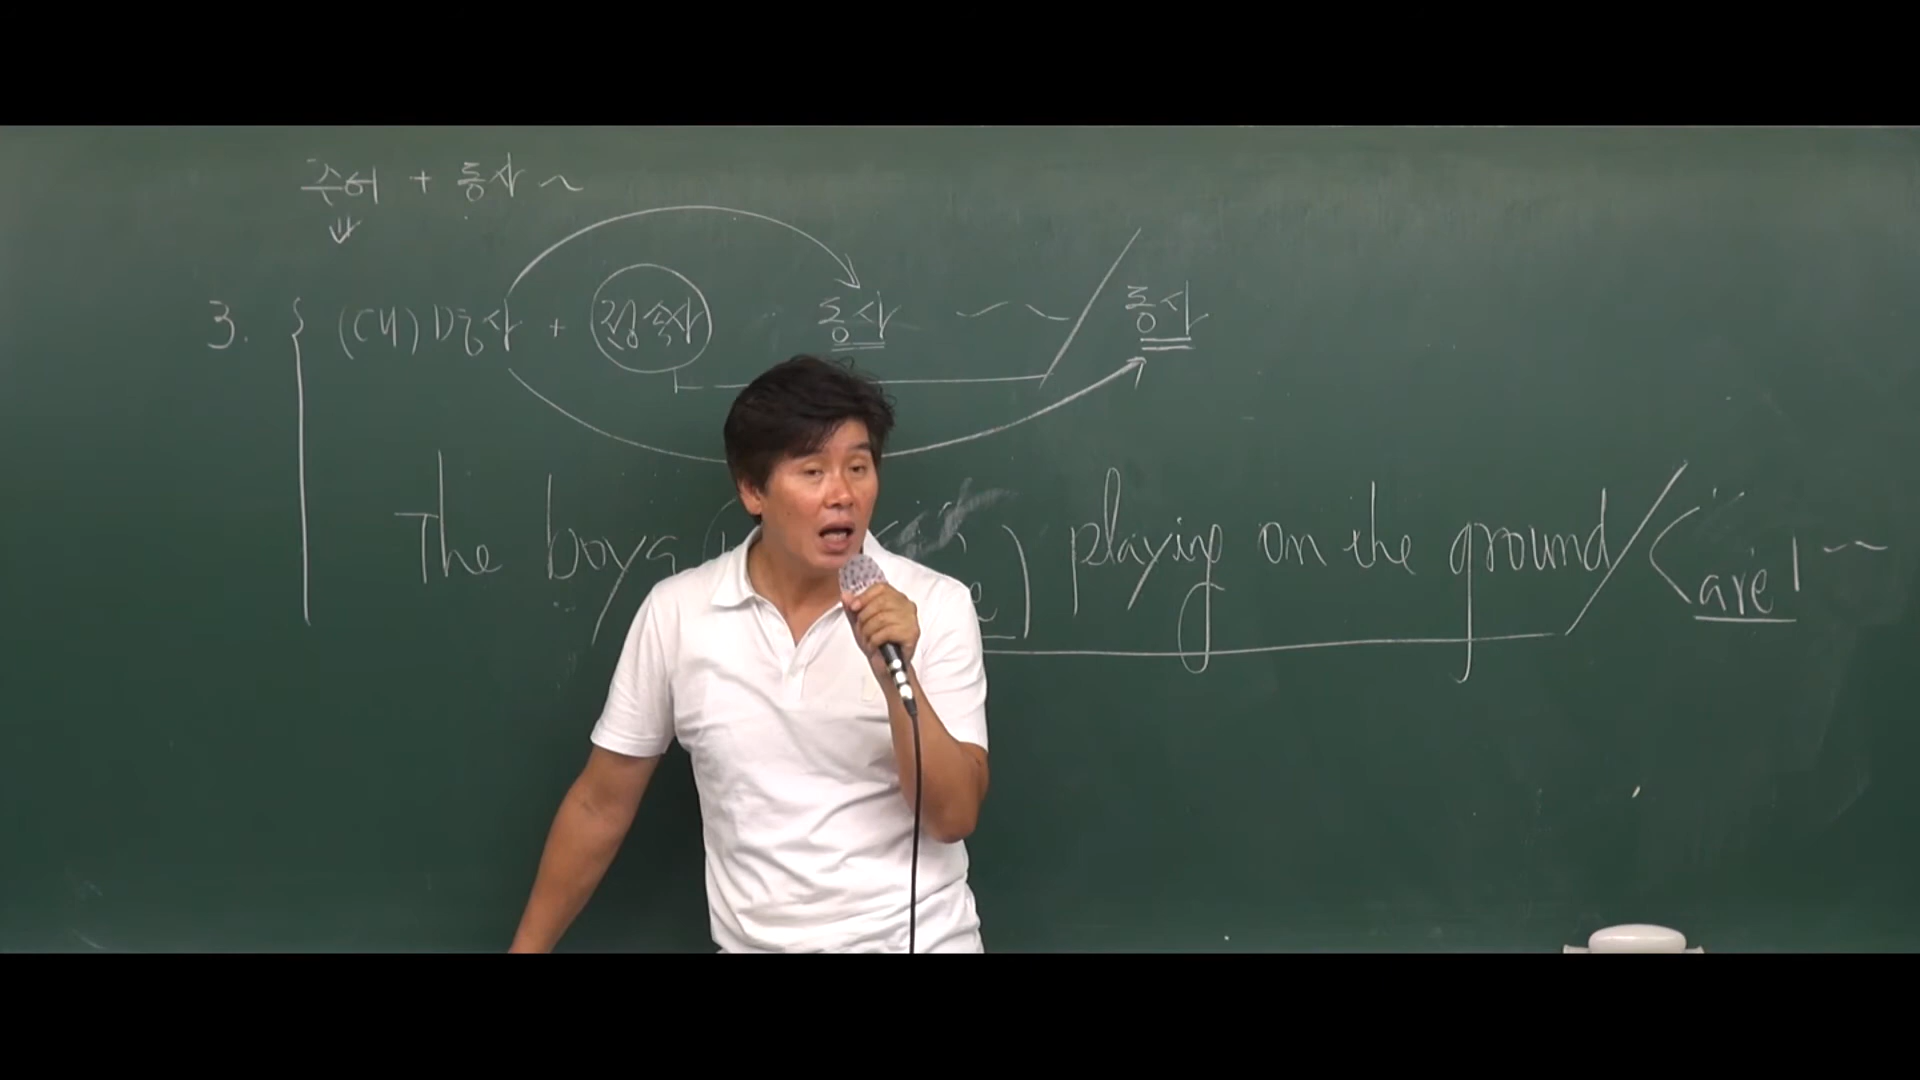 주어 + 동사 ~
3. (대)명사 + 접속사 동사 ~~ / 동사
The boys ( ) playing on the ground / < are ~~